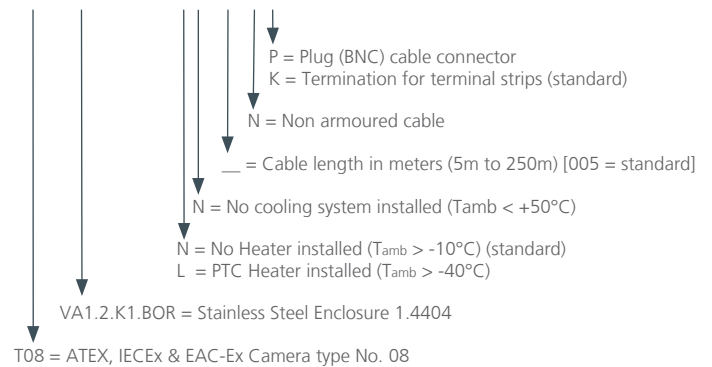 P = Plug (BNC) cable connector
K = Termination for terminal strips (standard)
N = Non armoured cable
__ = Cable length in meters (5m to 250m) [005 = standard]
N = No cooling system installed (Tamb < +50°C)
N = No Heater installed (Tamb > -10°C) (standard)
L = PTC Heater installed (Tamb > -40°C)
VA1.2.K1.BOR = Stainless Steel Enclosure 1.4404
T08 = ATEX, IECEx & EAC-Ex Camera type No. 08